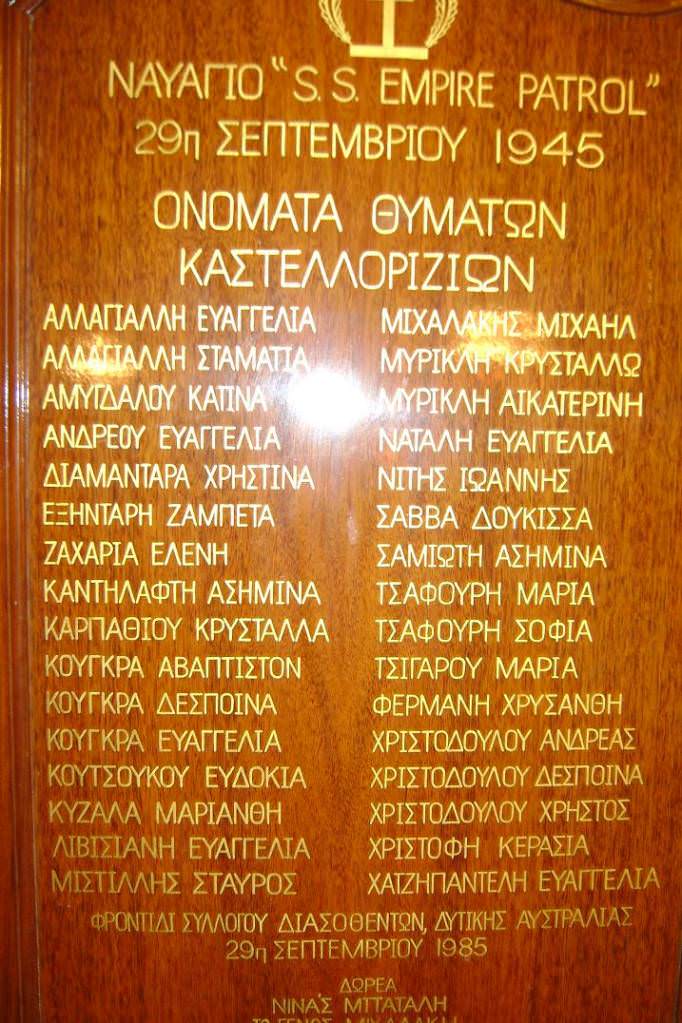 ΝΑΥΑΓΙΟ "S.S. EMPIRE PATROL"
29η ΣΕΠΤΕΜΒΡΙΟΥ 1945
ΟΝΟΜΑΤΑ ΘΥΜΑΤΩΝ
ΚΑΣΤΕΛΛΟΡΙΖΙΩΝ
ΑΛΛΑΓΙΑΛΛΗ ΕΥΑΓΓΕΛΙΑ
ΑΛΛΑΓΙΑΛΛΗ ΣΤΑΜΑΤΙΑ
ΑΜΥΓΔΑΛΟΥ ΚΑΤΙΝΑ
ΑΝΔΡΕΟΥ ΕΥΑΓΓΕΛΙΑ
ΔΙΑΜΑΝΤΑΡΑ ΧΡΗΣΤΙΝΑ
ΕΞΗΝΤΑΡΗ ΖΑΜΠΕΤΑ
ΖΑΧΑΡΙΑ ΕΛΕΝΗ
ΚΑΝΤΗΛΑΦΤΗ ΑΣΗΜΙΝΑ
ΚΑΡΠΑΘΙΟΥ ΚΡΥΣΤΑΛΛΑ
ΚΟΥΓΚΡΑ ΑΒΑΠΤΙΣΤΟΝ
ΚΟΥΓΚΡΑ ΔΕΣΠΟΙΝΑ
ΚΟΥΓΚΡΑ ΕΥΑΓΓΕΛΙΑ
ΚΟΥΤΣΟΥΚΟΥ ΕΥΔΟΚΙΑ
ΚΥΖΑΛΑ ΜΑΡΙΑΝΘΗ
ΛΙΒΙΣΙΑΝΗ ΕΥΑΓΓΕΛΙΑ
ΜΙΣΤΙΛΛΗΣ ΣΤΑΥΡΟΣ
ΜΙΧΑΛΑΚΗΣ ΜΙΧΑΗΛ
ΜΥΡΙΚΛΗ ΚΡΥΣΤΑΛΛΩ
ΜΥΡΙΚΛΗ ΑΙΚΑΤΕΡΙΝΗ
ΝΑΤΑΛΗ ΕΥΑΓΓΕΛΙΑ
ΝΙΤΗΣ ΙΩΑΝΝΗΣ
ΣΑΒΒΑ ΔΟΥΚΙΣΣΑ
ΣΑΜΙΩΤΗ ΑΣΗΜΙΝΑ
ΤΣΑΦΟΥΡΗ ΜΑΡΙΑ
ΤΣΑΦΟΥΡΗ ΣΟΦΙΑ
ΤΣΙΓΑΡΟΥ ΜΑΡΙΑ
ΦΕΡΜΑΝΗ ΧΡΥΣΑΝΘΗ
ΧΡΙΣΤΟΔΟΥΛΟΥ ΑΝΔΡΕΑΣ
ΧΡΙΣΤΟΔΟΥΛΟΥ ΔΕΣΠΟΙΝΑ
ΧΡΙΣΤΟΔΟΥΛΟΥ ΧΡΗΣΤΟΣ
ΧΡΙΣΤΟΦΗ ΚΕΡΑΣΙΑ
ΧΑΤΖΗΠΑΝΤΕΛΗ ΕΥΑΓΓΕΛΙΑ
ΦΡΟΝΤΙΔΙ ΣΥΛΛΟΓΟΥ ΔΙΑΣΟΘΕΝΤΩΝ, ΔΥΤΙΚΗΣ ΑΥΣΤΡΑΛΙΑΣ
29η ΣΕΠΤΕΜΒΡΙΟΥ 1985
ΔΩΡΕΑ
ΝΙΝΑΣ ΜΠΑΤΑΛΗ